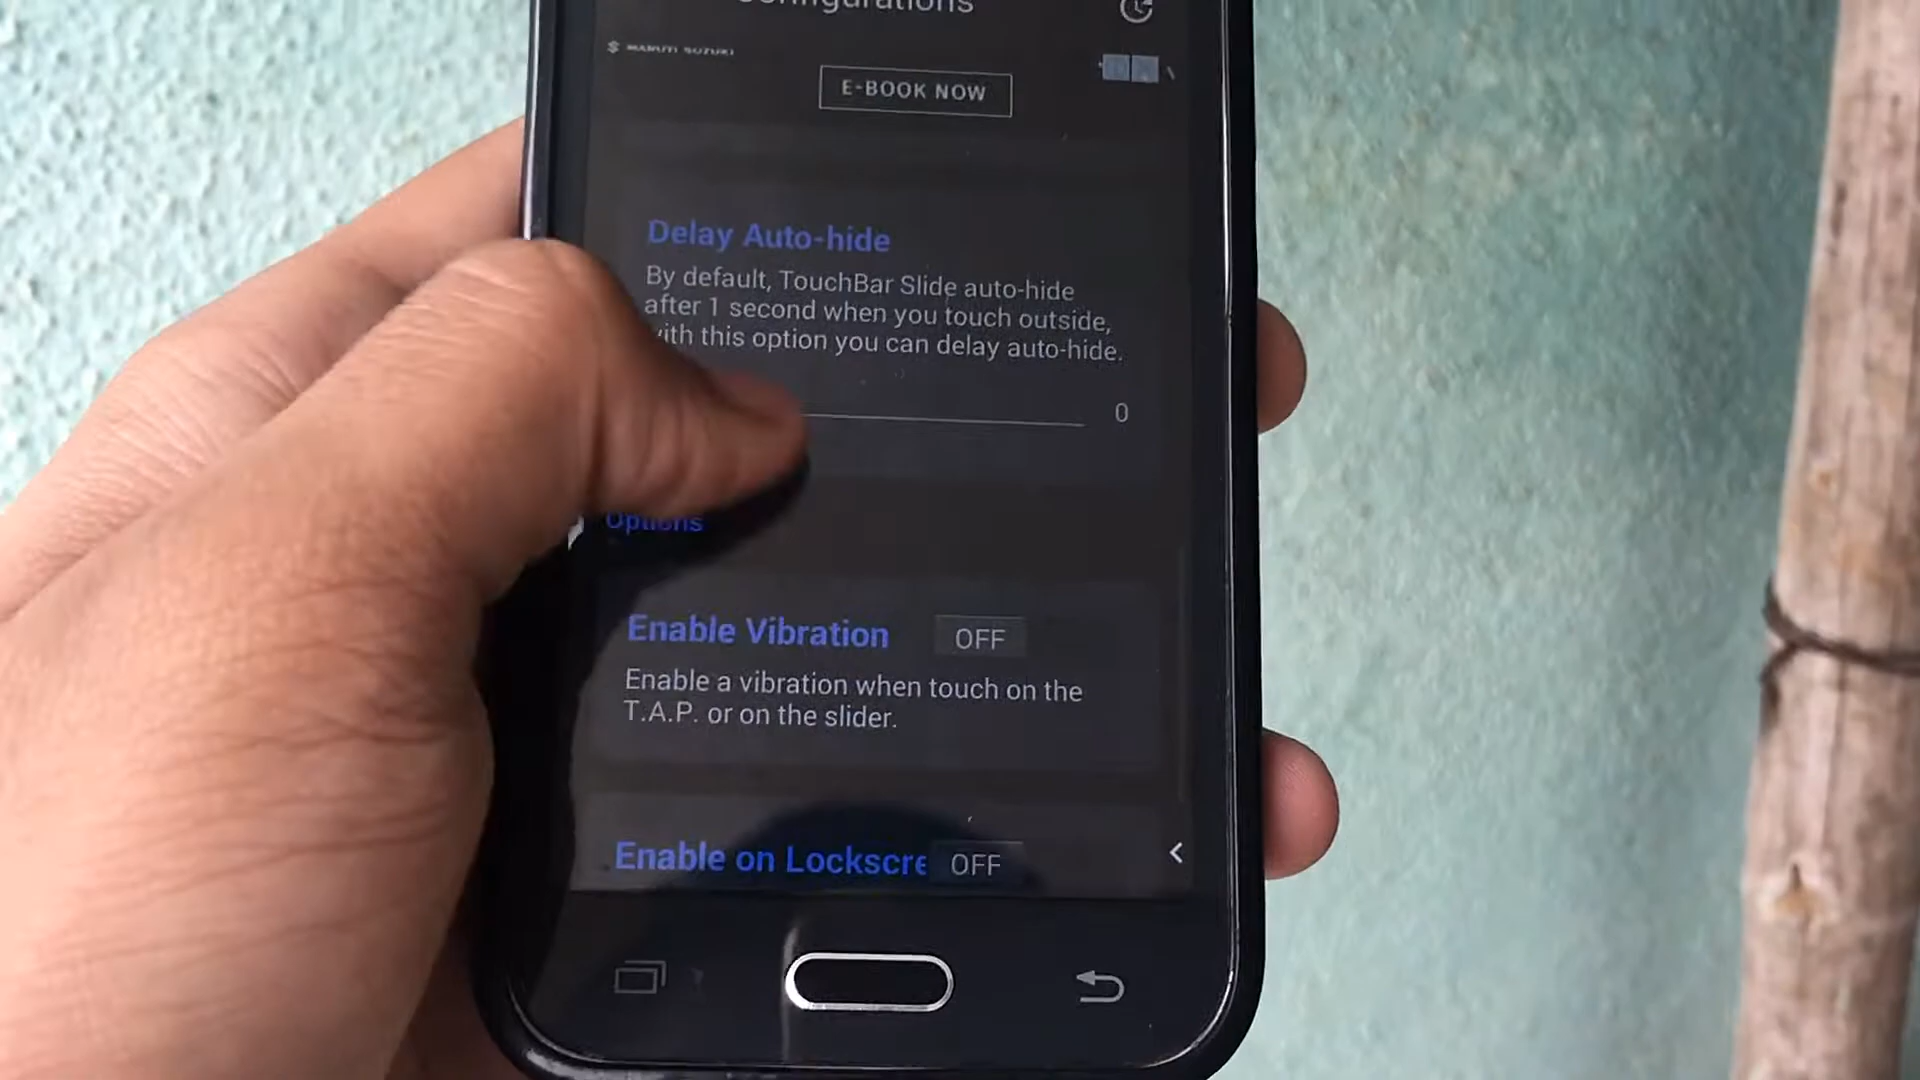 Configurations
MARUTI SUZUKI
E-BOOK NOW
Delay Auto-hide
By default, TouchBar Slide auto-hide
after 1 second when you touch outside,
with this option you can delay auto-hide.
0
Options
Enable Vibration OFF
Enable a vibration when touch on the
T.A.P. or on the slider.
Enable on Lockscre OFF